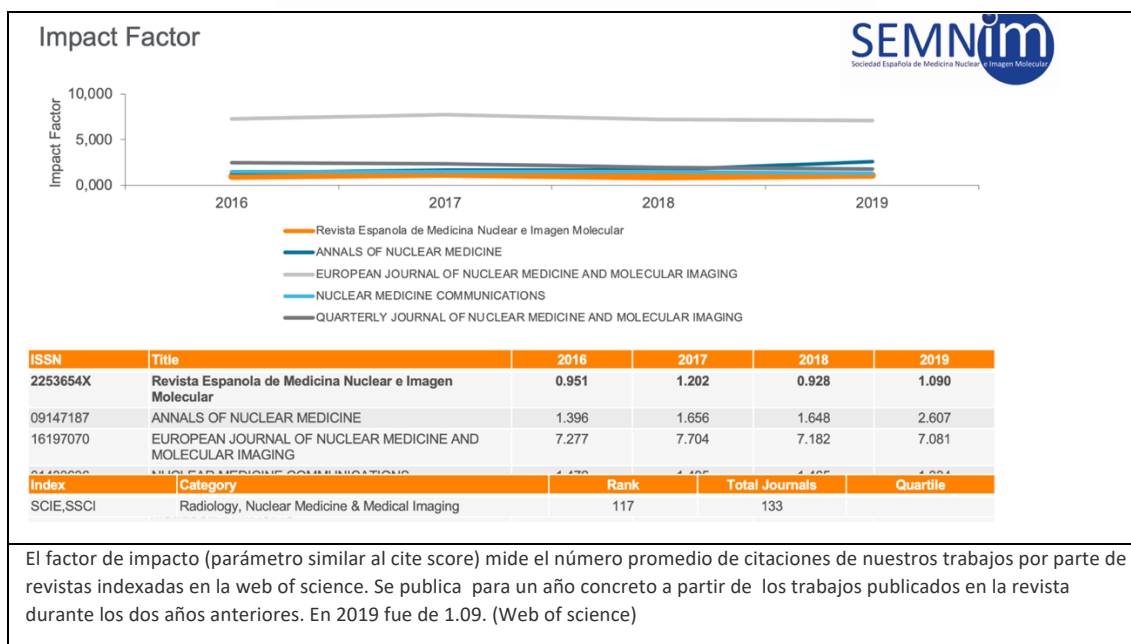 Impact Factor
SEMNim
Sociedad Española de Medicina Nuclear e Imagen Molecular
10,000
5,000
0,000
Impact Factor
2016 2017 2018 2019
Revista Espanola de Medicina Nuclear e Imagen Molecular
ANNALS OF NUCLEAR MEDICINE
EUROPEAN JOURNAL OF NUCLEAR MEDICINE AND MOLECULAR IMAGING
NUCLEAR MEDICINE COMMUNICATIONS
QUARTERLY JOURNAL OF NUCLEAR MEDICINE AND MOLECULAR IMAGING
ISSN Title 2016 2017 2018 2019
2253654X Revista Espanola de Medicina Nuclear e Imagen Molecular 0.951 1.202 0.928 1.090
09147187 ANNALS OF NUCLEAR MEDICINE 1.396 1.656 1.648 2.607
16197070 EUROPEAN JOURNAL OF NUCLEAR MEDICINE AND MOLECULAR IMAGING 7.277 7.704 7.182 7.081
NUCLEAR MEDICINE COMMUNICATIONS
Index Category Rank Total Journals Quartile
SCIE,SSCI Radiology, Nuclear Medicine & Medical Imaging 117 133
El factor de impacto (parámetro similar al cite score) mide el número promedio de citaciones de nuestros trabajos por parte de
revistas indexadas en la web of science. Se publica para un año concreto a partir de los trabajos publicados en la revista
durante los dos años anteriores. En 2019 fue de 1.09. (Web of science)